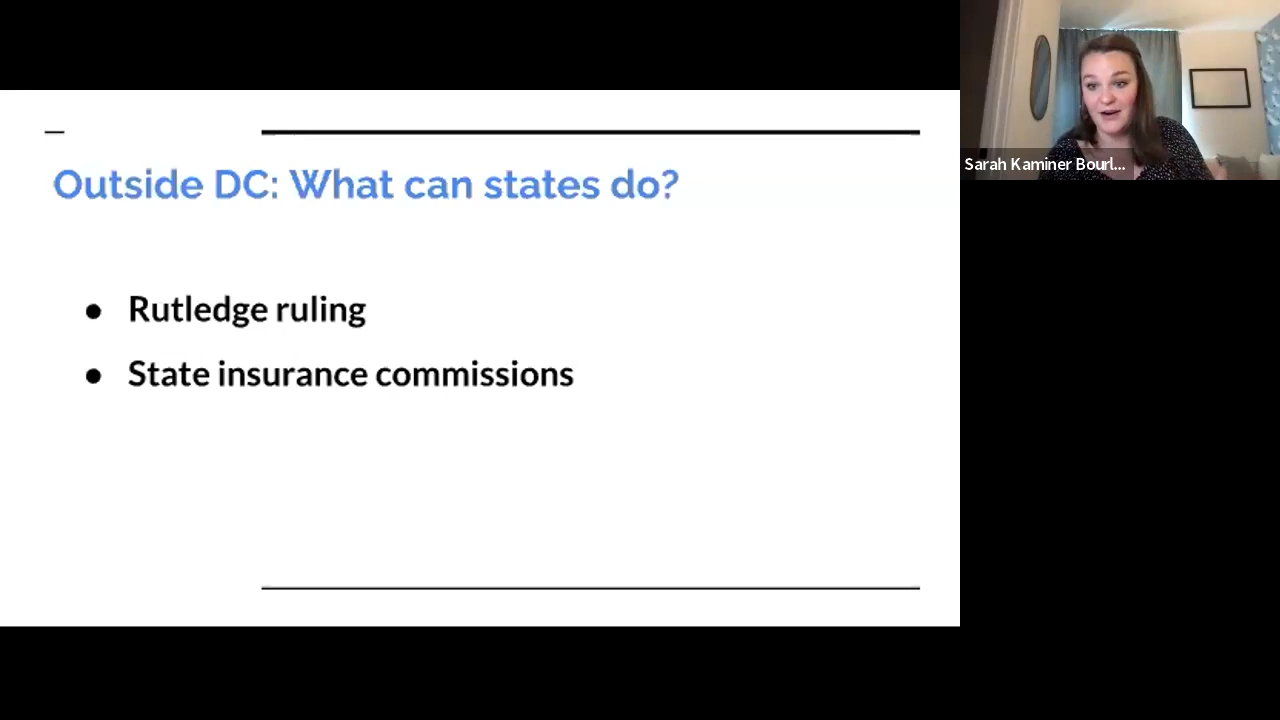 Outside DC: What can states do?
● Rutledge ruling
● State insurance commissions
Sarah Kaminer Bourl...